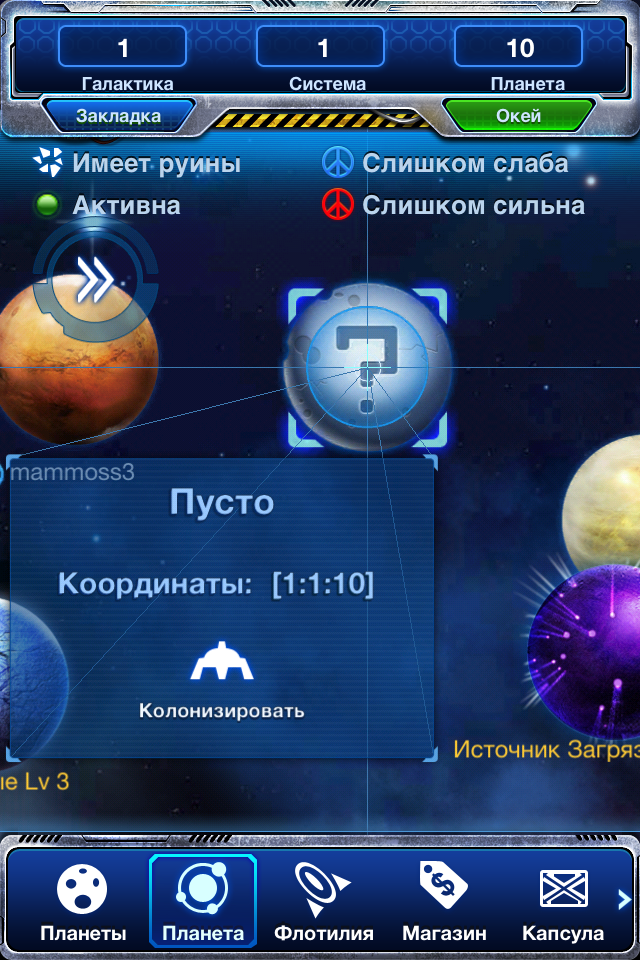 1
1
10
Галактика
Система
Планета
Закладка
Окей
Имеет руины
Слишком слаба
Активна
Слишком сильна
mammoss3
Пусто
Координаты: [1:1:10]
Колонизировать
Источник Загряз
ые Lv 3
Планеты
Планета
Флотилия
Магазин
Капсула